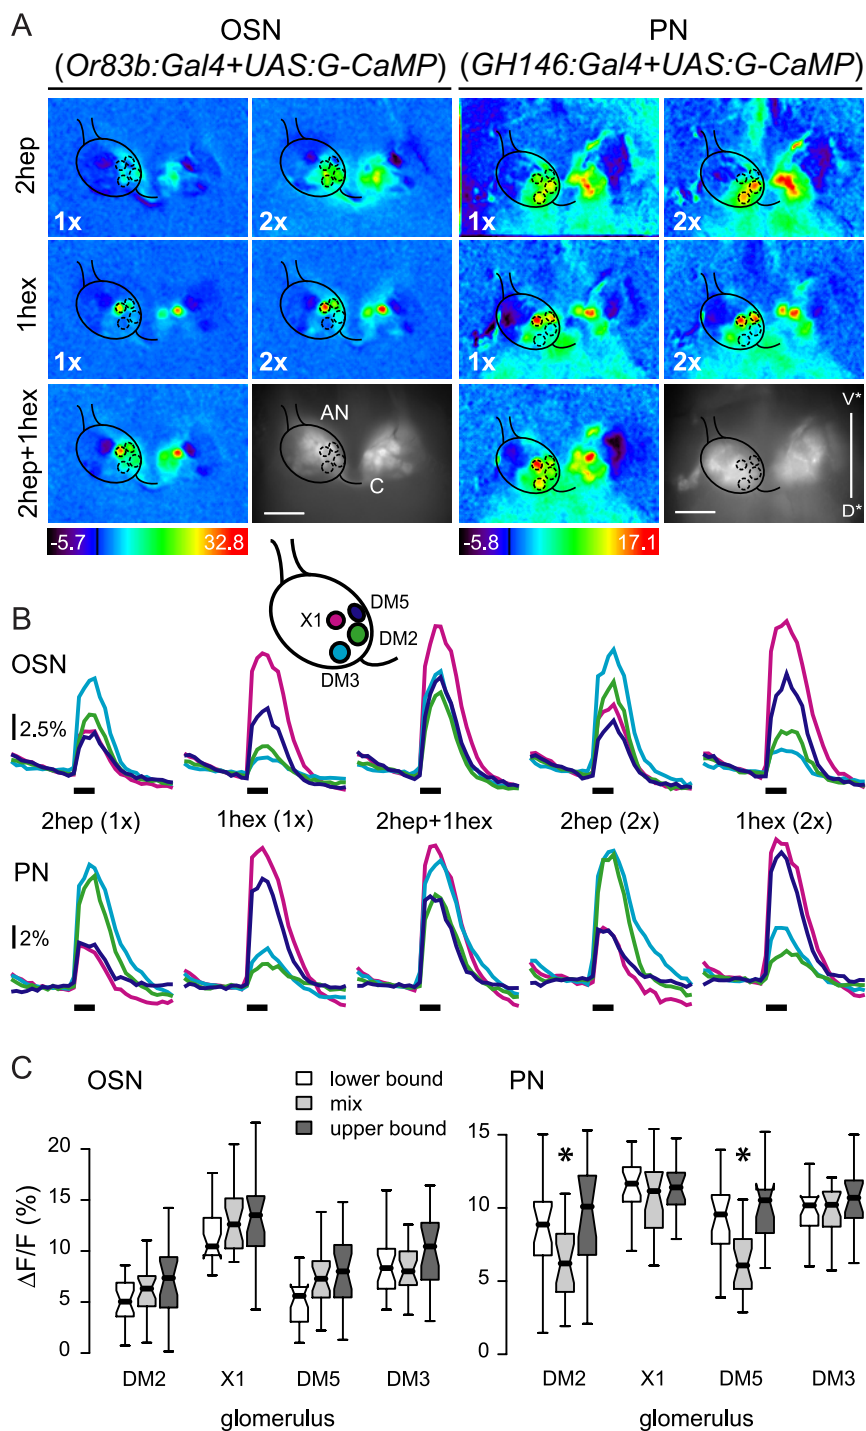 A
OSN
(Or83b:Gal4+UAS:G-CaMP)
PN
(GH146:Gal4+UAS:G-CaMP)
2hep
1x
2x
1x
2x
1hex
1x
2x
1x
2x
2hep+1hex
AN
C
V*
D*
-5.7
32.8
-5.8
17.1
X1
DM5
DM2
DM3
B
OSN
2.5%
2hep (1x)
1hex (1x)
2hep+1hex
2hep (2x)
1hex (2x)
PN
2%
C
OSN
lower bound
mix
upper bound
PN
ΔF/F (%)
20
15
10
5
0
DM2
X1
DM5
DM3
glomerulus
15
10
5
0
*
*
DM2
X1
DM5
DM3
glomerulus